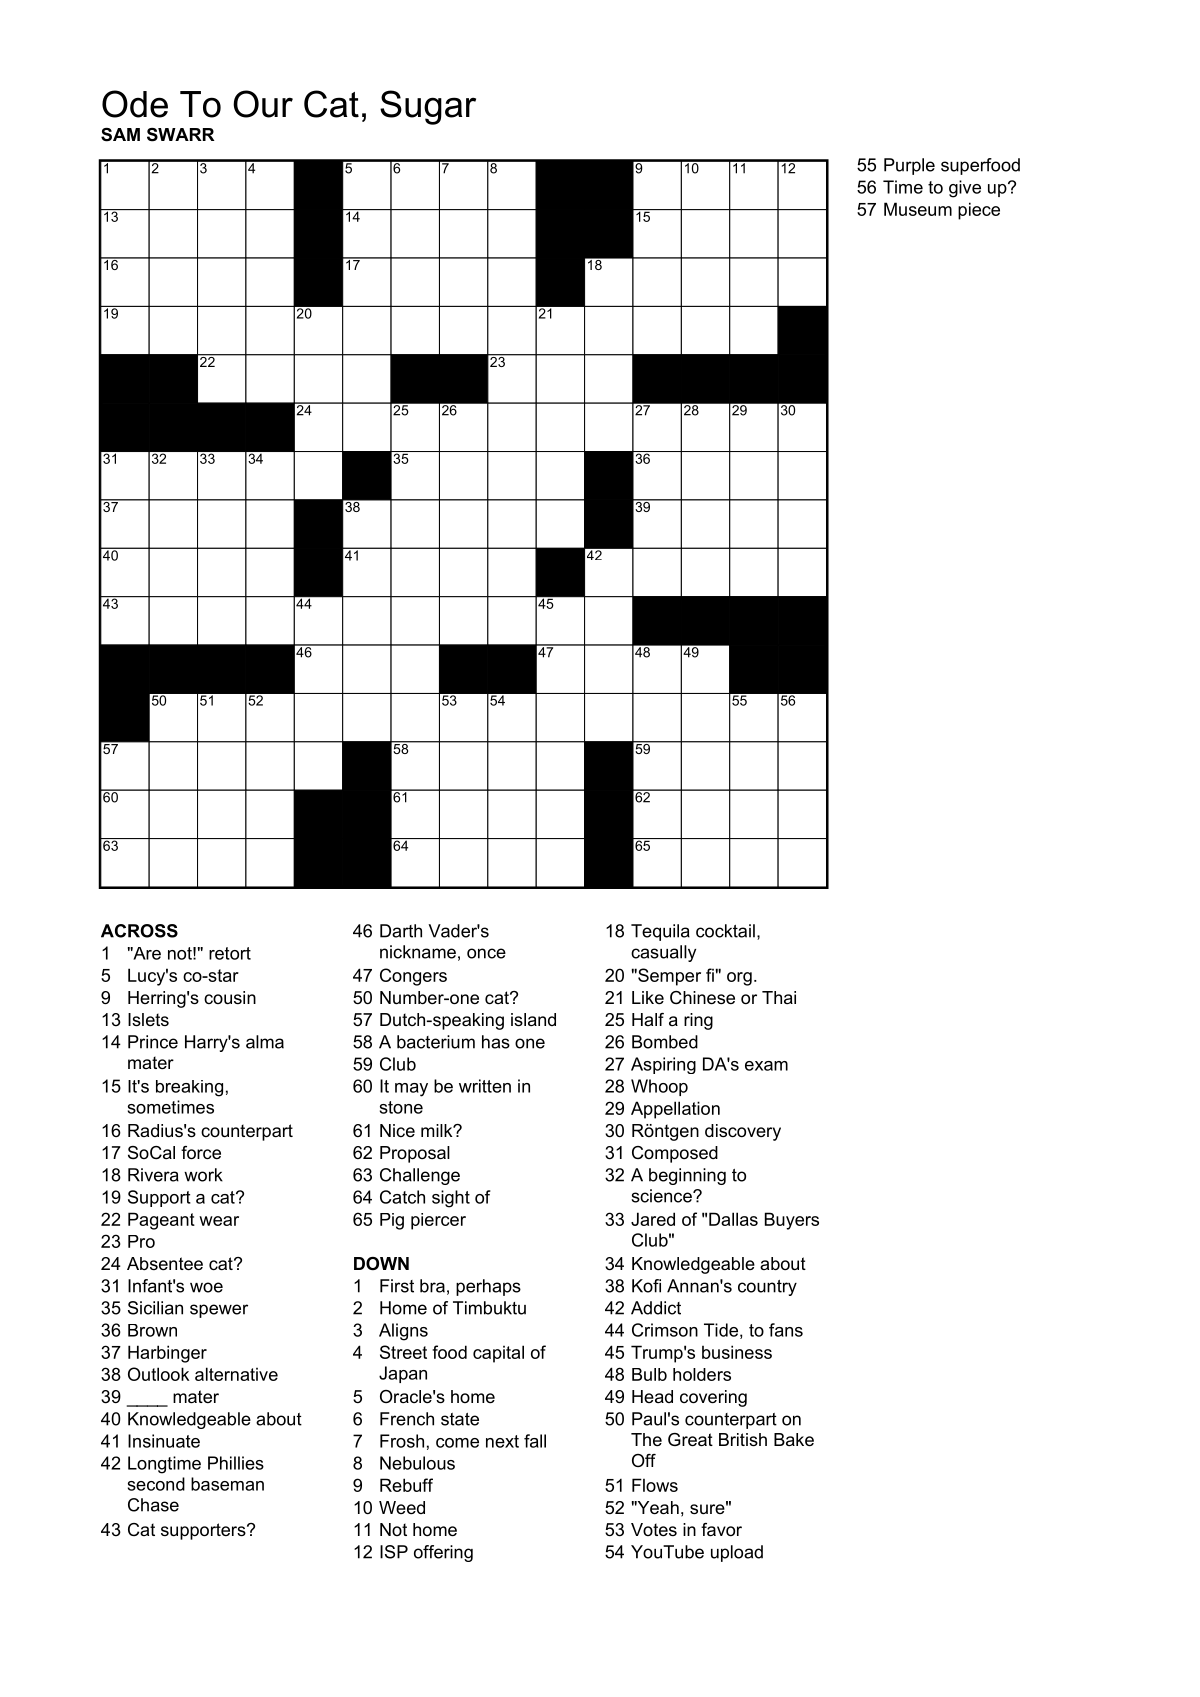 Ode To Our Cat, Sugar
SAM SWARR
1 2 3 4 5 6 7 8 9 10 11 12
13 14 15
16 17 18
19 20 21
22 23
24 25 26 27 28 29 30
31 32 33 34 35 36
37 38 39
40 41 42
43 44 45
46 47 48 49
50 51 52 53 54 55 56
57 58 59
60 61 62
63 64 65
55 Purple superfood
56 Time to give up?
57 Museum piece
ACROSS
1 "Are not!" retort
5 Lucy's co-star
9 Herring's cousin
13 Islets
14 Prince Harry's alma
mater
15 It's breaking,
sometimes
16 Radius's counterpart
17 SoCal force
18 Rivera work
19 Support a cat?
22 Pageant wear
23 Pro
24 Absentee cat?
31 Infant's woe
35 Sicilian spewer
36 Brown
37 Harbinger
38 Outlook alternative
39 ____ mater
40 Knowledgeable about
41 Insinuate
42 Longtime Phillies
second baseman
Chase
43 Cat supporters?
46 Darth Vader's
nickname, once
47 Congers
50 Number-one cat?
57 Dutch-speaking island
58 A bacterium has one
59 Club
60 It may be written in
stone
61 Nice milk?
62 Proposal
63 Challenge
64 Catch sight of
65 Pig piercer
DOWN
1 First bra, perhaps
2 Home of Timbuktu
3 Aligns
4 Street food capital of
Japan
5 Oracle's home
6 French state
7 Frosh, come next fall
8 Nebulous
9 Rebuff
10 Weed
11 Not home
12 ISP offering
18 Tequila cocktail,
casually
20 "Semper fi" org.
21 Like Chinese or Thai
25 Half a ring
26 Bombed
27 Aspiring DA's exam
28 Whoop
29 Appellation
30 Röntgen discovery
31 Composed
32 A beginning to
science?
33 Jared of "Dallas Buyers
Club"
34 Knowledgeable about
38 Kofi Annan's country
42 Addict
44 Crimson Tide, to fans
45 Trump's business
48 Bulb holders
49 Head covering
50 Paul's counterpart on
The Great British Bake
Off
51 Flows
52 "Yeah, sure"
53 Votes in favor
54 YouTube upload